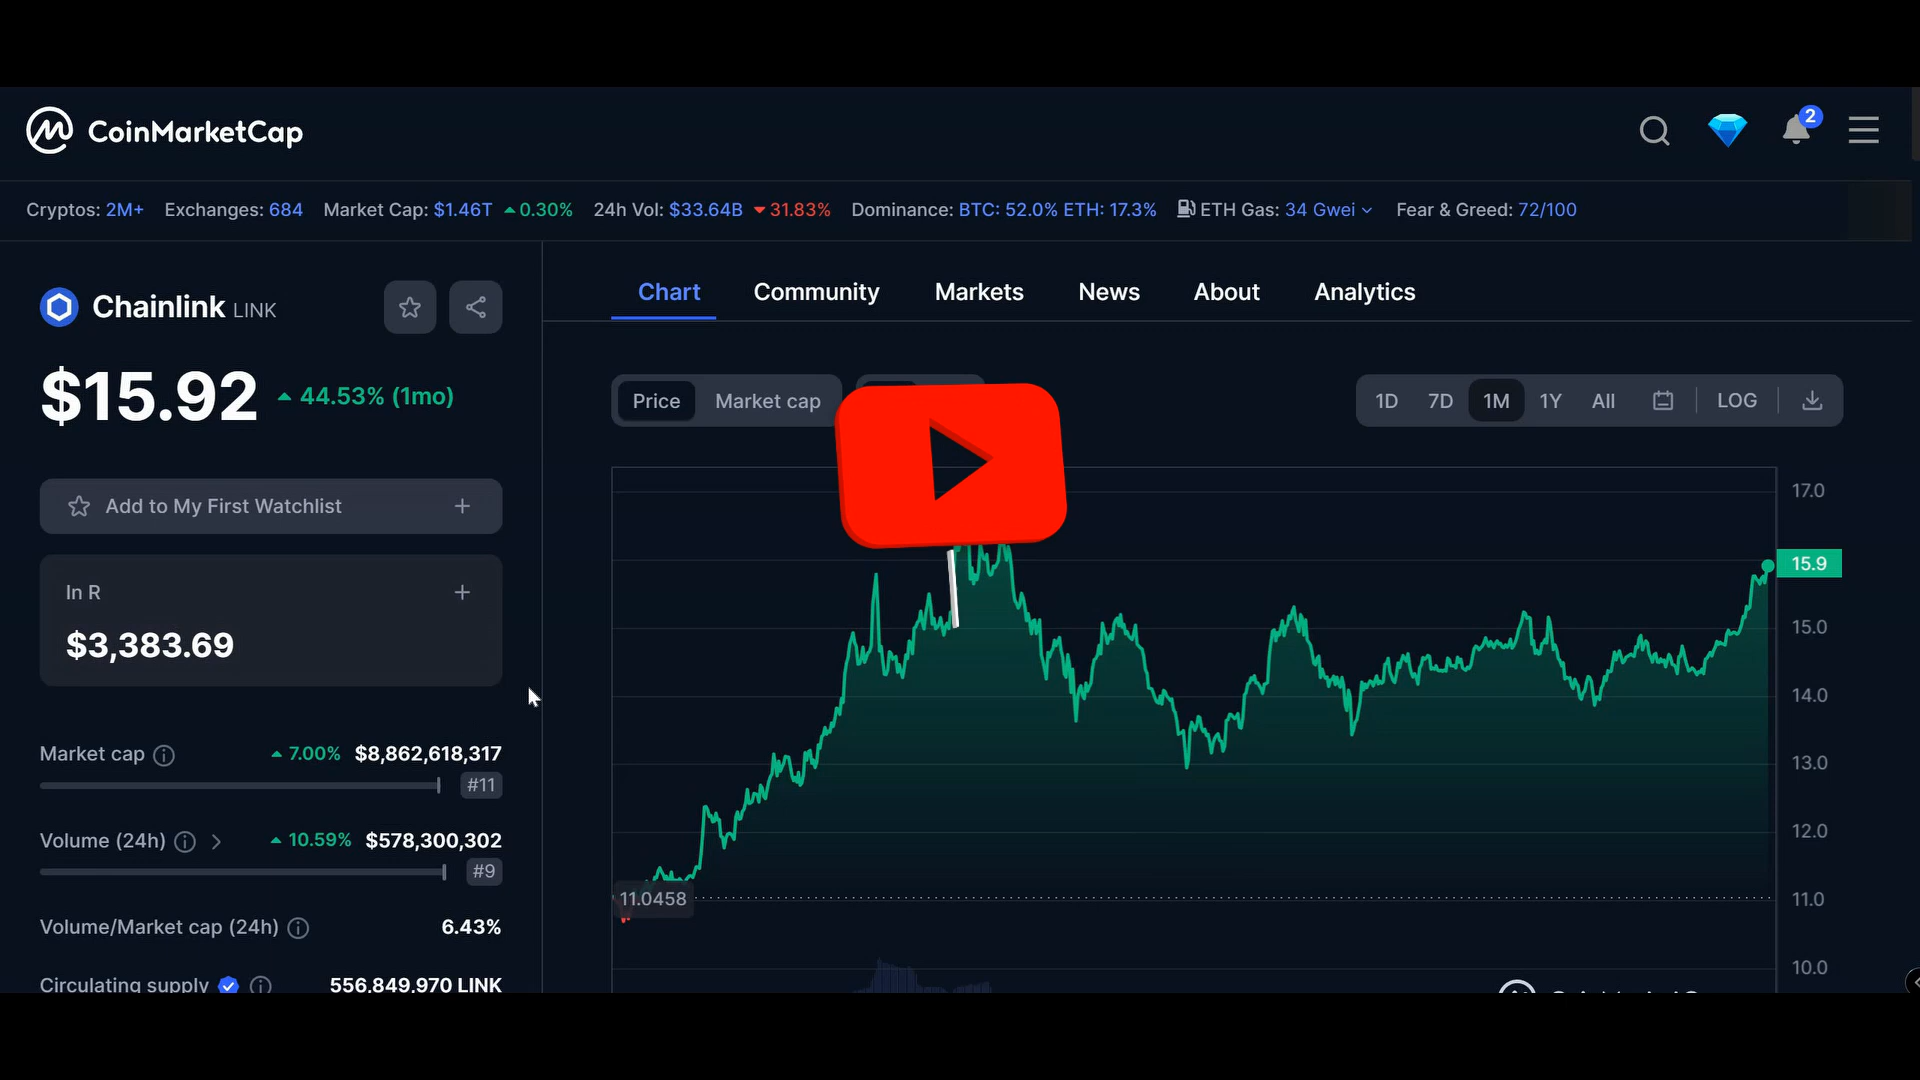 CoinMarketCap
2
Cryptos: 2M+ Exchanges: 684 Market Cap: $1.46T 0.30% 24h Vol: $33.64B 31.83% Dominance: BTC: 52.0% ETH: 17.3% ETH Gas: 34 Gwei Fear & Greed: 72/100
Chainlink LINK
$15.92 44.53% (1mo)
Add to My First Watchlist
In R
$3,383.69
Market cap 7.00% $8,862,618,317
#11
Volume (24h) 10.59% $578,300,302
#9
Volume/Market cap (24h) 6.43%
Circulating supply 556,849,970 LINK
Chart Community Markets News About Analytics
Price Market cap
1D 7D 1M 1Y All LOG
17.0
15.9
15.0
14.0
13.0
12.0
11.0458
11.0
10.0